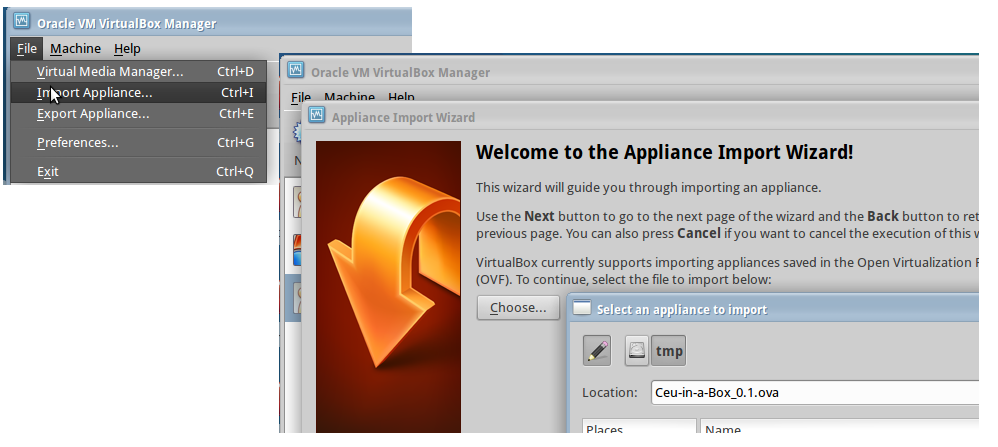 Oracle VM VirtualBox Manager
File Machine Help
Virtual Media Manager... Ctrl+D
Import Appliance... Ctrl+I
Export Appliance... Ctrl+E
Preferences... Ctrl+G
Exit Ctrl+Q
Oracle VM VirtualBox Manager
File Machine Help
Appliance Import Wizard
Welcome to the Appliance Import Wizard!
This wizard will guide you through importing an appliance.
Use the Next button to go to the next page of the wizard and the Back button to ret
previous page. You can also press Cancel if you want to cancel the execution of this w
VirtualBox currently supports importing appliances saved in the Open Virtualization F
(OVF). To continue, select the file to import below:
Choose...
Select an appliance to import
tmp
Location: Ceu-in-a-Box_0.1.ova
Places Name